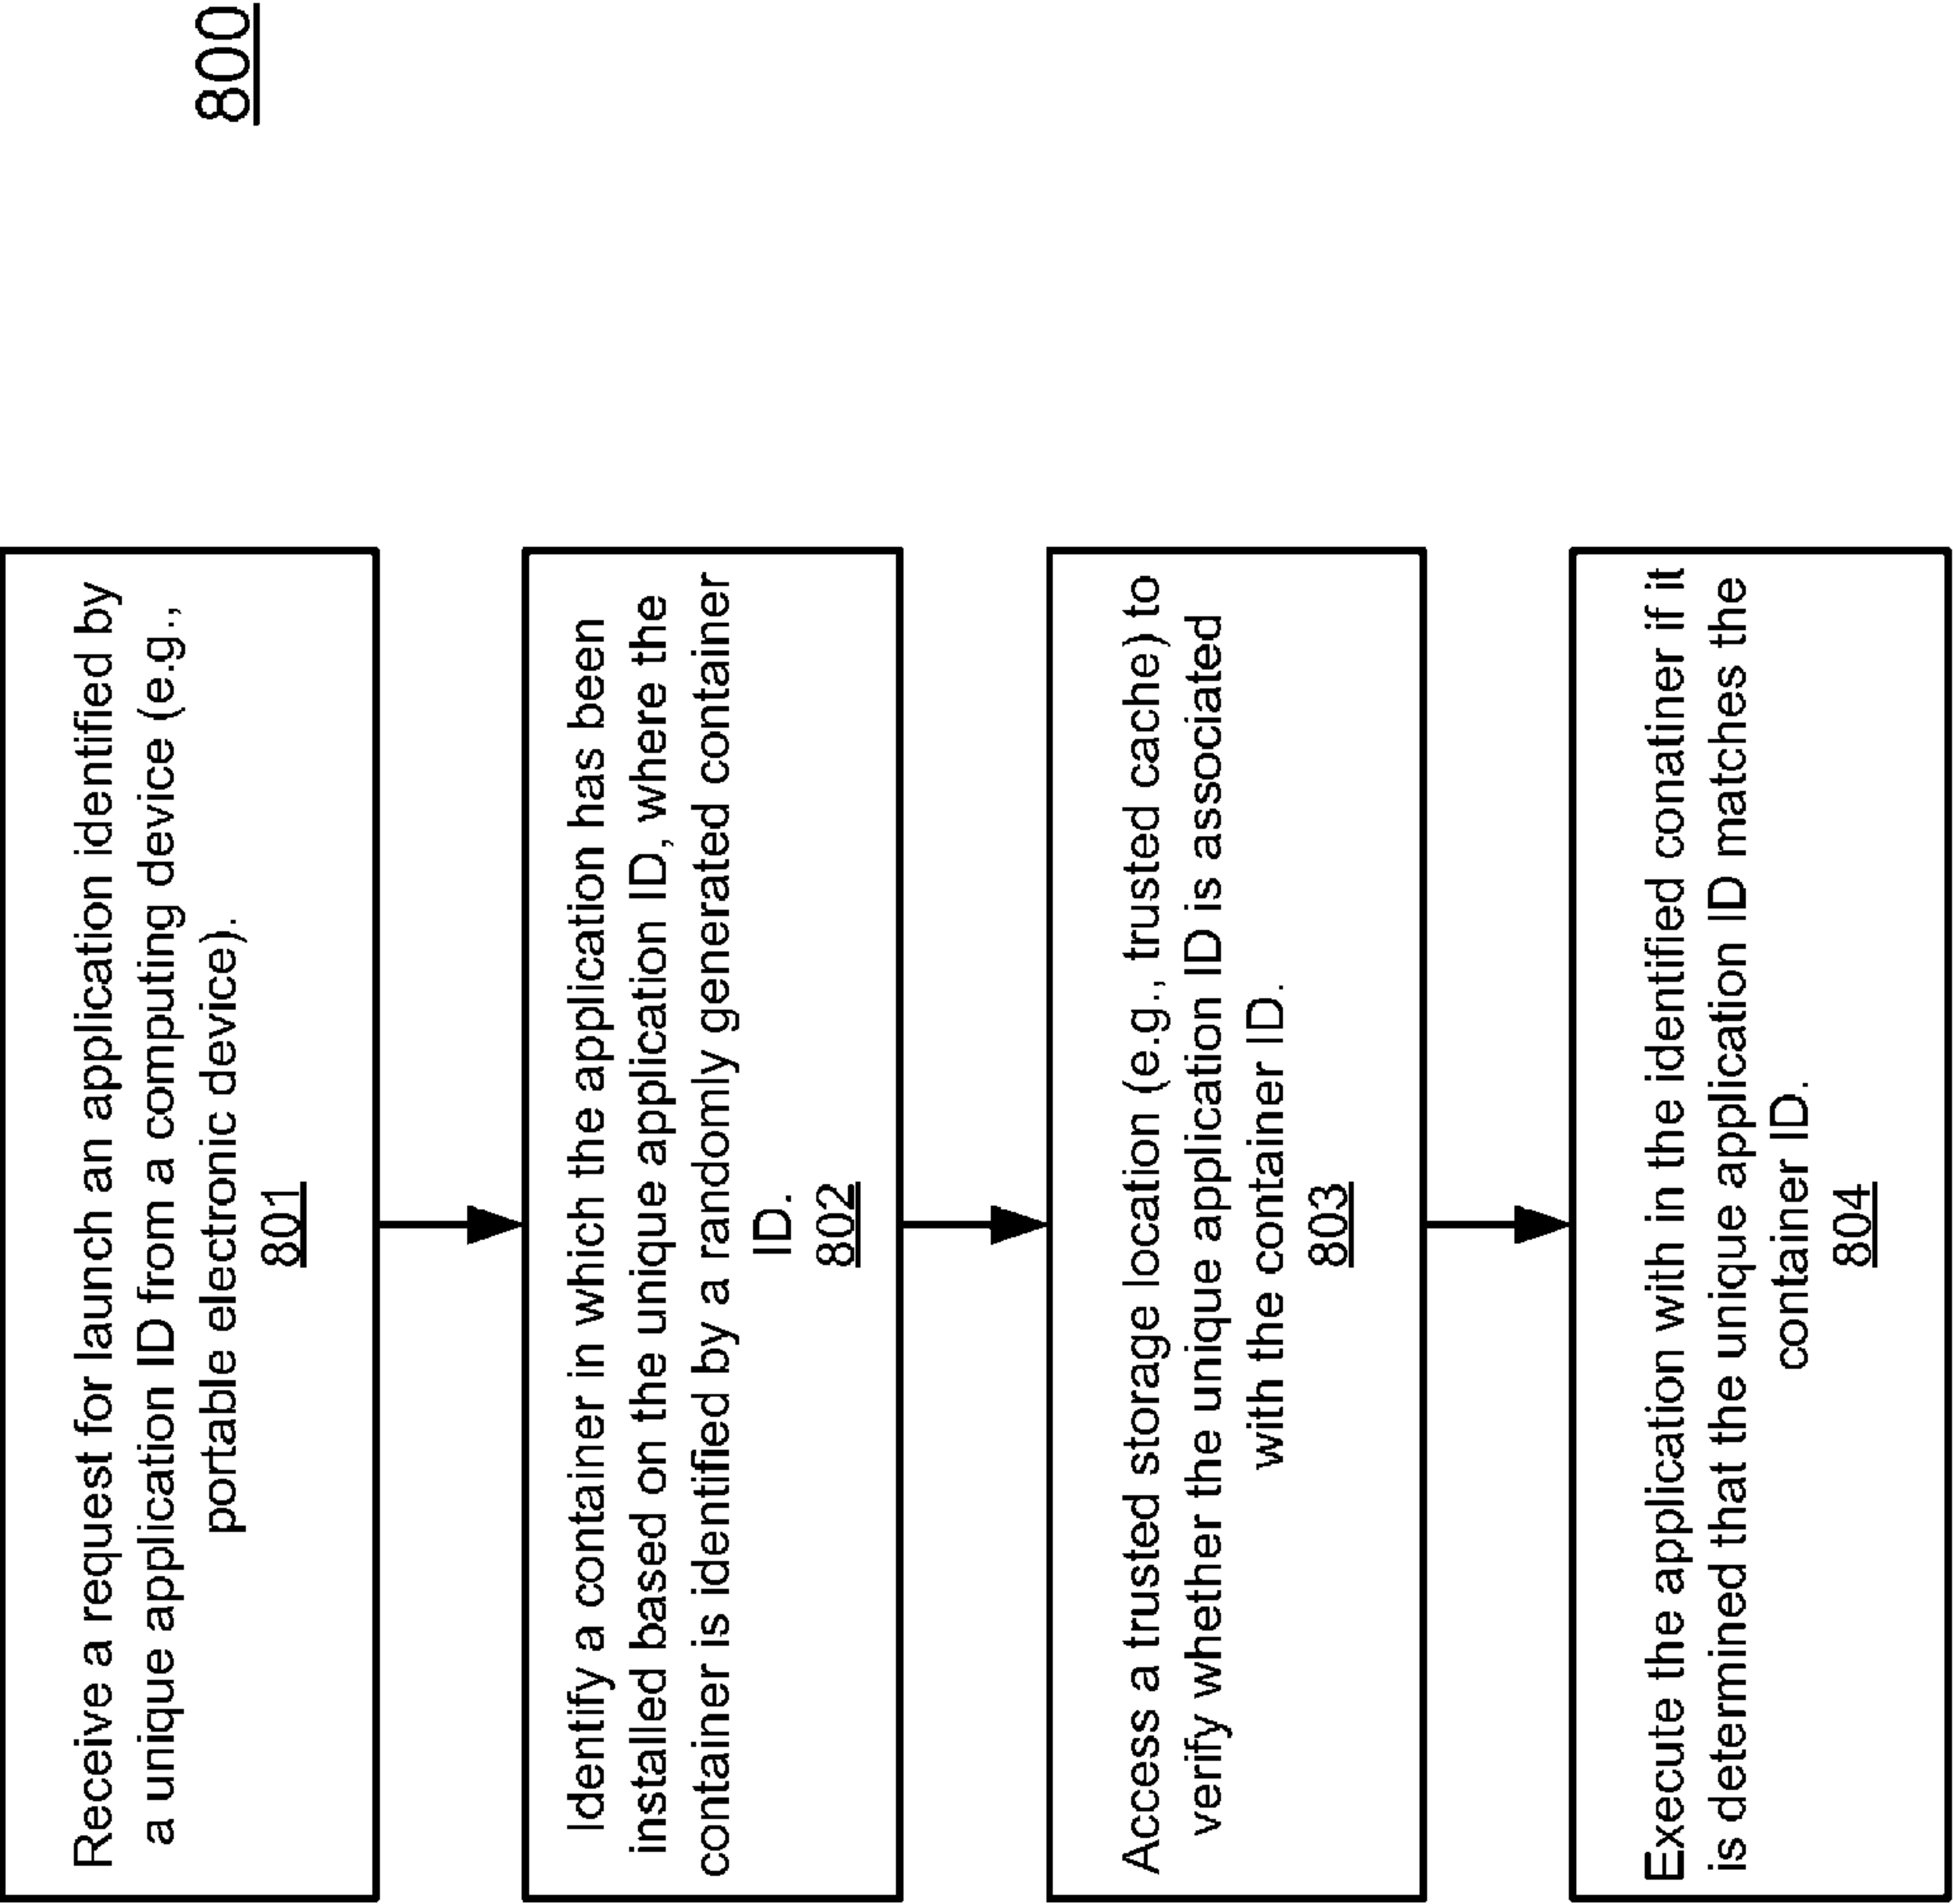 Receive a request for launch an application identified by
a unique application ID from a computing device (e.g.,
portable electronic device).
801
Identify a container in which the application has been
installed based on the unique application ID, where the
container is identified by a randomly generated container
ID.
802
Access a trusted storage location (e.g., trusted cache) to
verify whether the unique application ID is associated
with the container ID.
803
Execute the application with in the identified conatiner if it
is determined that the unique application ID matches the
container ID.
804
800